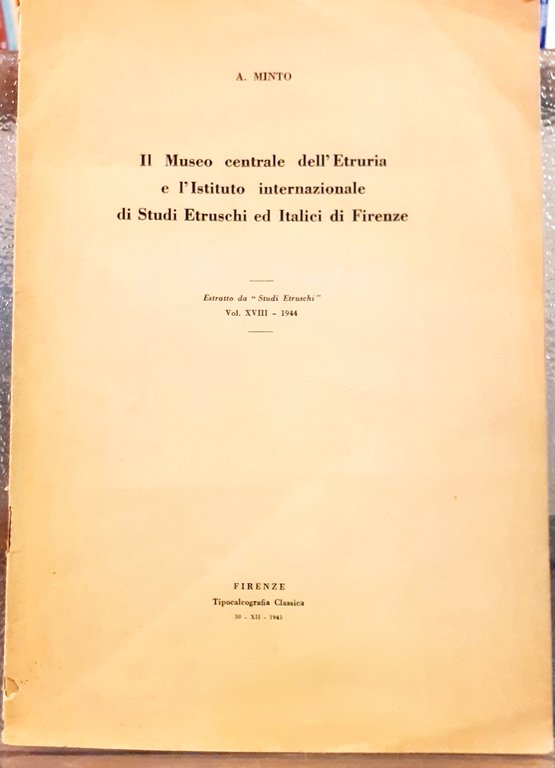 A. MINTO
Il Museo centrale dell'Etruria
e l'Istituto internazionale
di Studi Etruschi ed Italici di Firenze
Estratto da "Studi Etruschi"
Vol. XVIII - 1944
FIRENZE
Tipocalcografia Classica
30 - XII - 1945